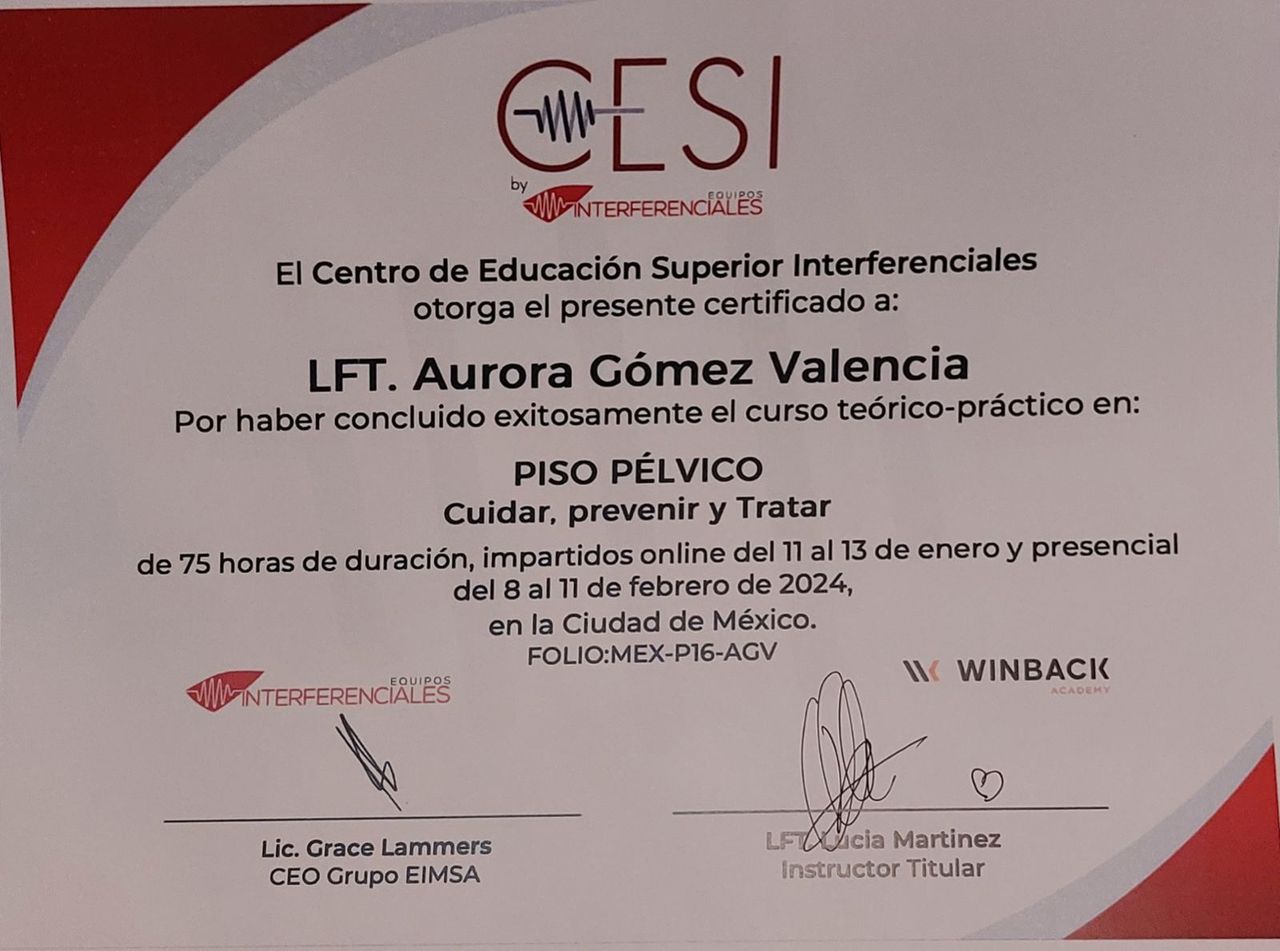 CESI
by EQUIPOS
INTERFERENCIALES
El Centro de Educación Superior Interferenciales
otorga el presente certificado a:
LFT. Aurora Gómez Valencia
Por haber concluido exitosamente el curso teórico-práctico en:
PISO PÉLVICO
Cuidar, prevenir y Tratar
de 75 horas de duración, impartidos online del 11 al 13 de enero y presencial
del 8 al 11 de febrero de 2024,
en la Ciudad de México.
FOLIO:MEX-P16-AGV
EQUIPOS
INTERFERENCIALES
WINBACK
ACADEMY
Lic. Grace Lammers
CEO Grupo EIMSA
LFT Lucia Martinez
Instructor Titular